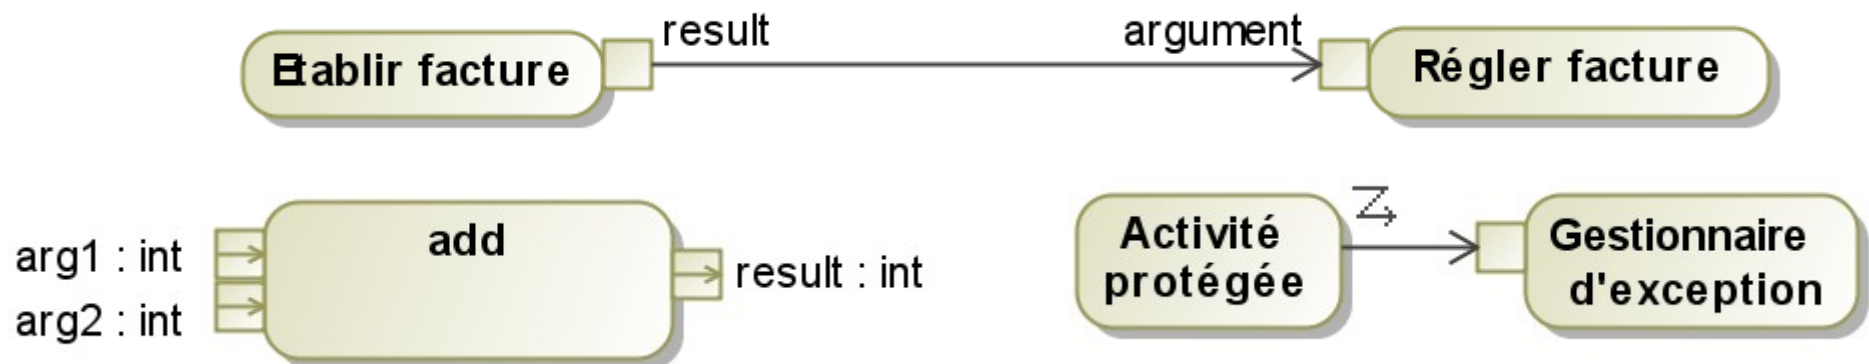 result
argument
Etablir facture
Régler facture
arg1 : int
arg2 : int
add
result : int
Activité
protégée
Gestionnaire
d'exception